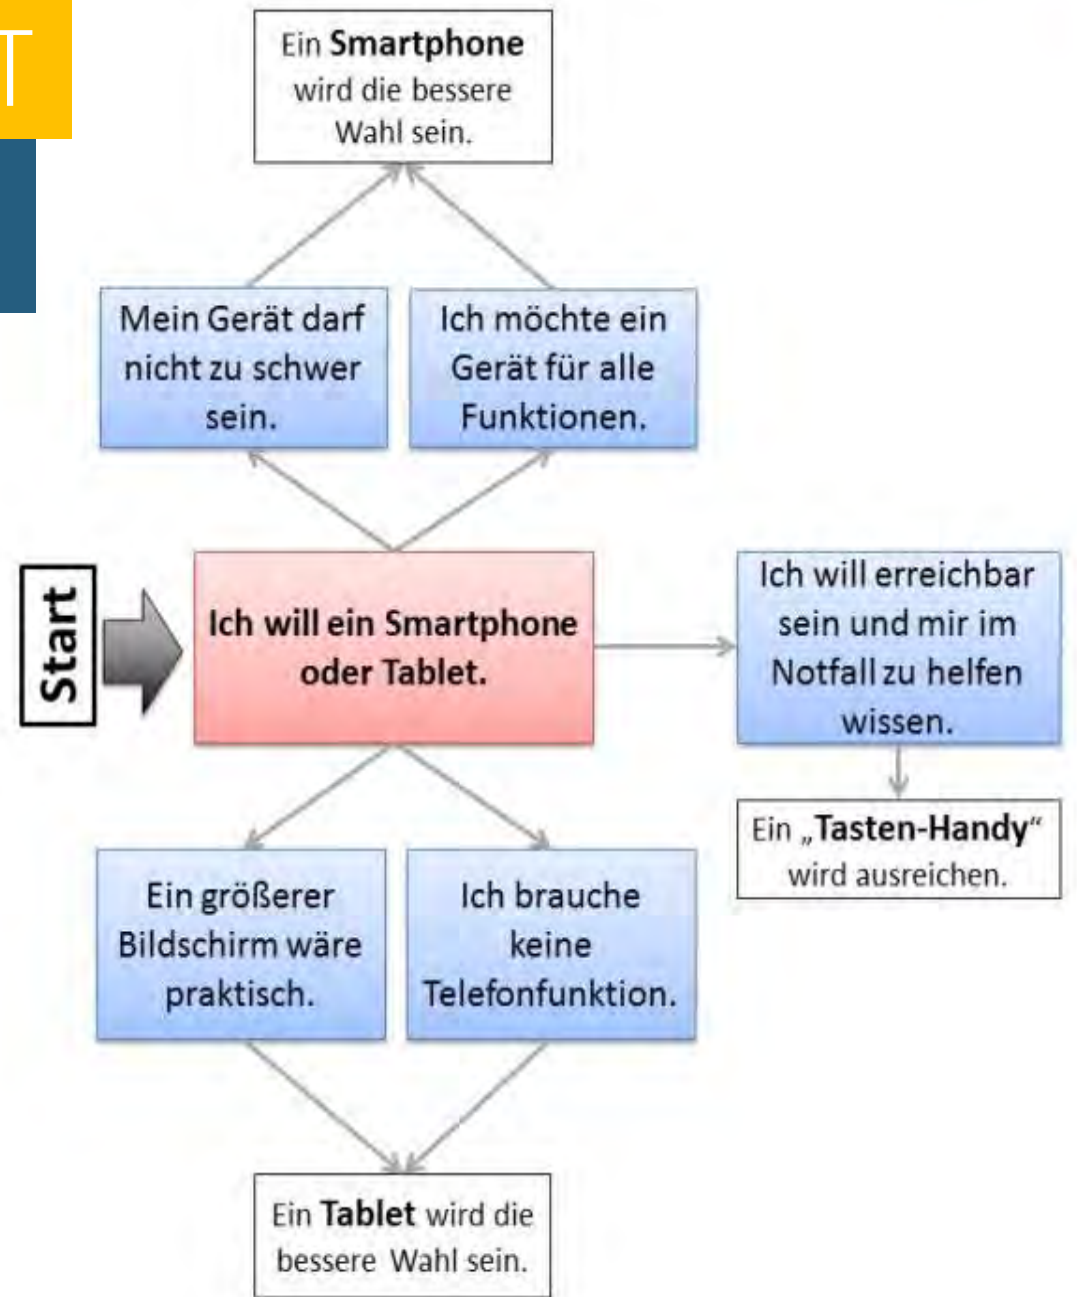 T
Ein Smartphone
wird die bessere
Wahl sein.
Mein Gerät darf
nicht zu schwer
sein.
Ich möchte ein
Gerät für alle
Funktionen.
Start
Ich will ein Smartphone
oder Tablet.
Ich will erreichbar
sein und mir im
Notfall zu helfen
wissen.
Ein „Tasten-Handy“
wird ausreichen.
Ein größerer
Bildschirm wäre
praktisch.
Ich brauche
keine
Telefonfunktion.
Ein Tablet wird die
bessere Wahl sein.